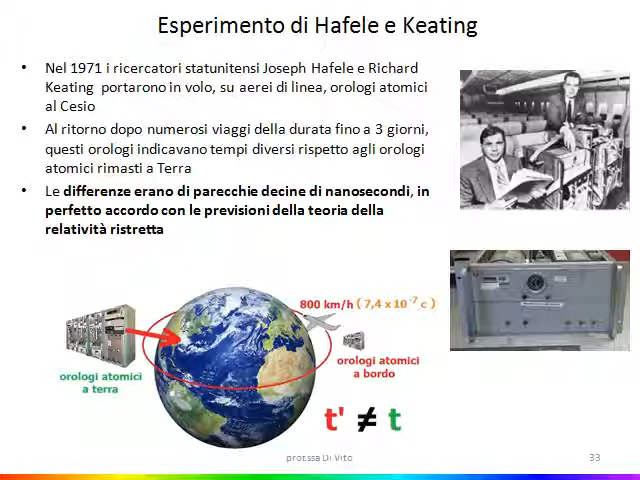 Esperimento di Hafele e Keating
• Nel 1971 i ricercatori statunitensi Joseph Hafele e Richard
Keating portarono in volo, su aerei di linea, orologi atomici
al Cesio
• Al ritorno dopo numerosi viaggi della durata fino a 3 giorni,
questi orologi indicavano tempi diversi rispetto agli orologi
atomici rimasti a Terra
• Le differenze erano di parecchie decine di nanosecondi, in
perfetto accordo con le previsioni della teoria della
relatività ristretta
800 km/h ( 7,4 x 10⁻⁷ c )
orologi atomici
a terra
orologi atomici
a bordo
t' ≠ t
prof.ssa Di Vito
33